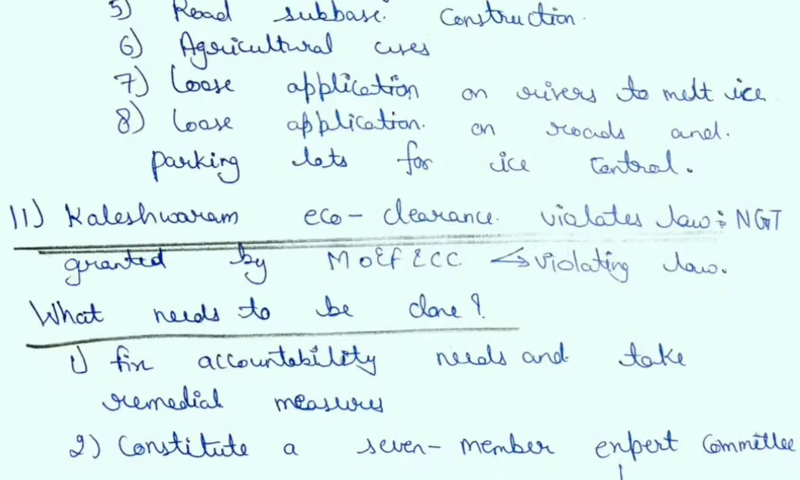 5) Road subbase construction
6) Agricultural uses
7) Loose application on rivers to melt ice
8) Loose application on roads and
parking lots for ice control.
11) Kaleshwaram eco-clearance violates law: NGT
granted by MoEF&CC violating law.
What needs to be done?
1) fix accountability needs and take
remedial measures
2) Constitute a seven-member expert committee